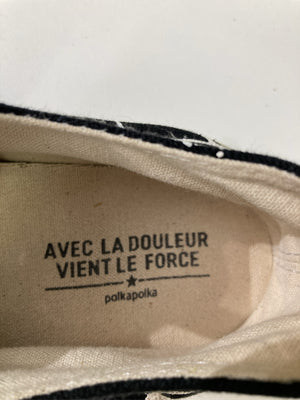 AVEC LA DOULEUR
VIENT LE FORCE
polkapolka